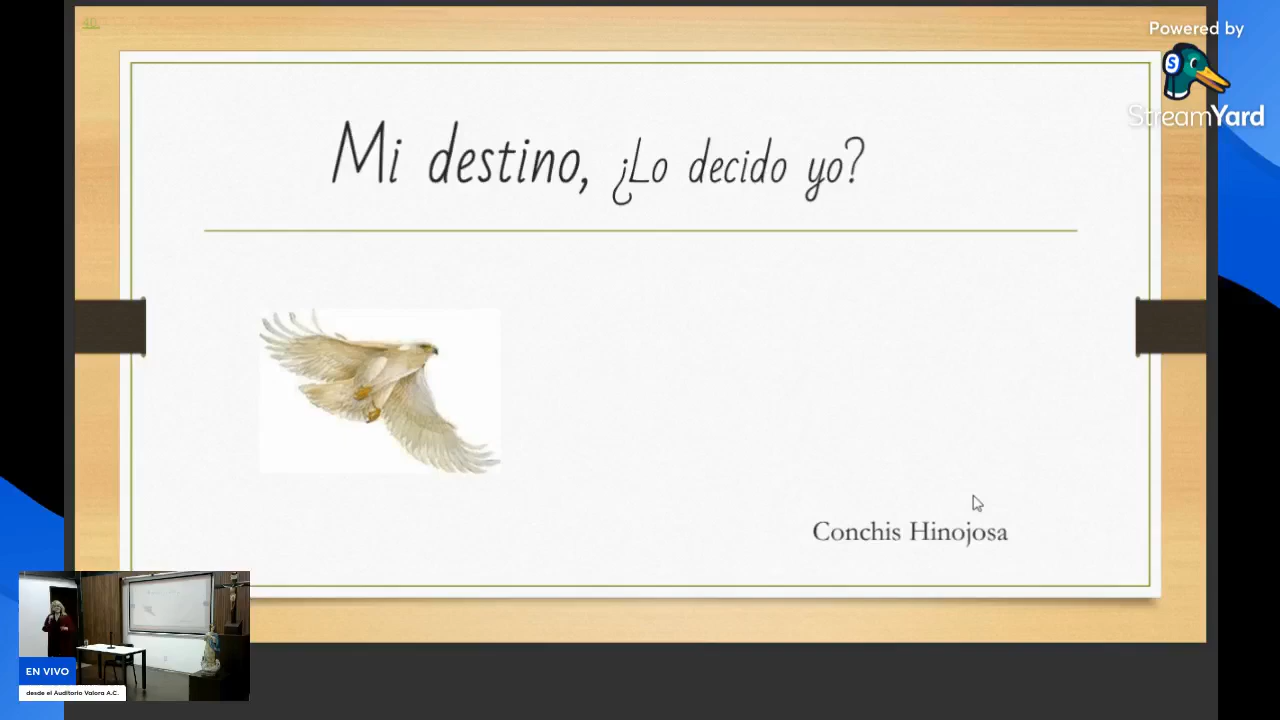 Powered by
StreamYard
Mi destino, ¿Lo decido yo?
Conchis Hinojosa
EN VIVO
desde el Auditorio Valora A.C.